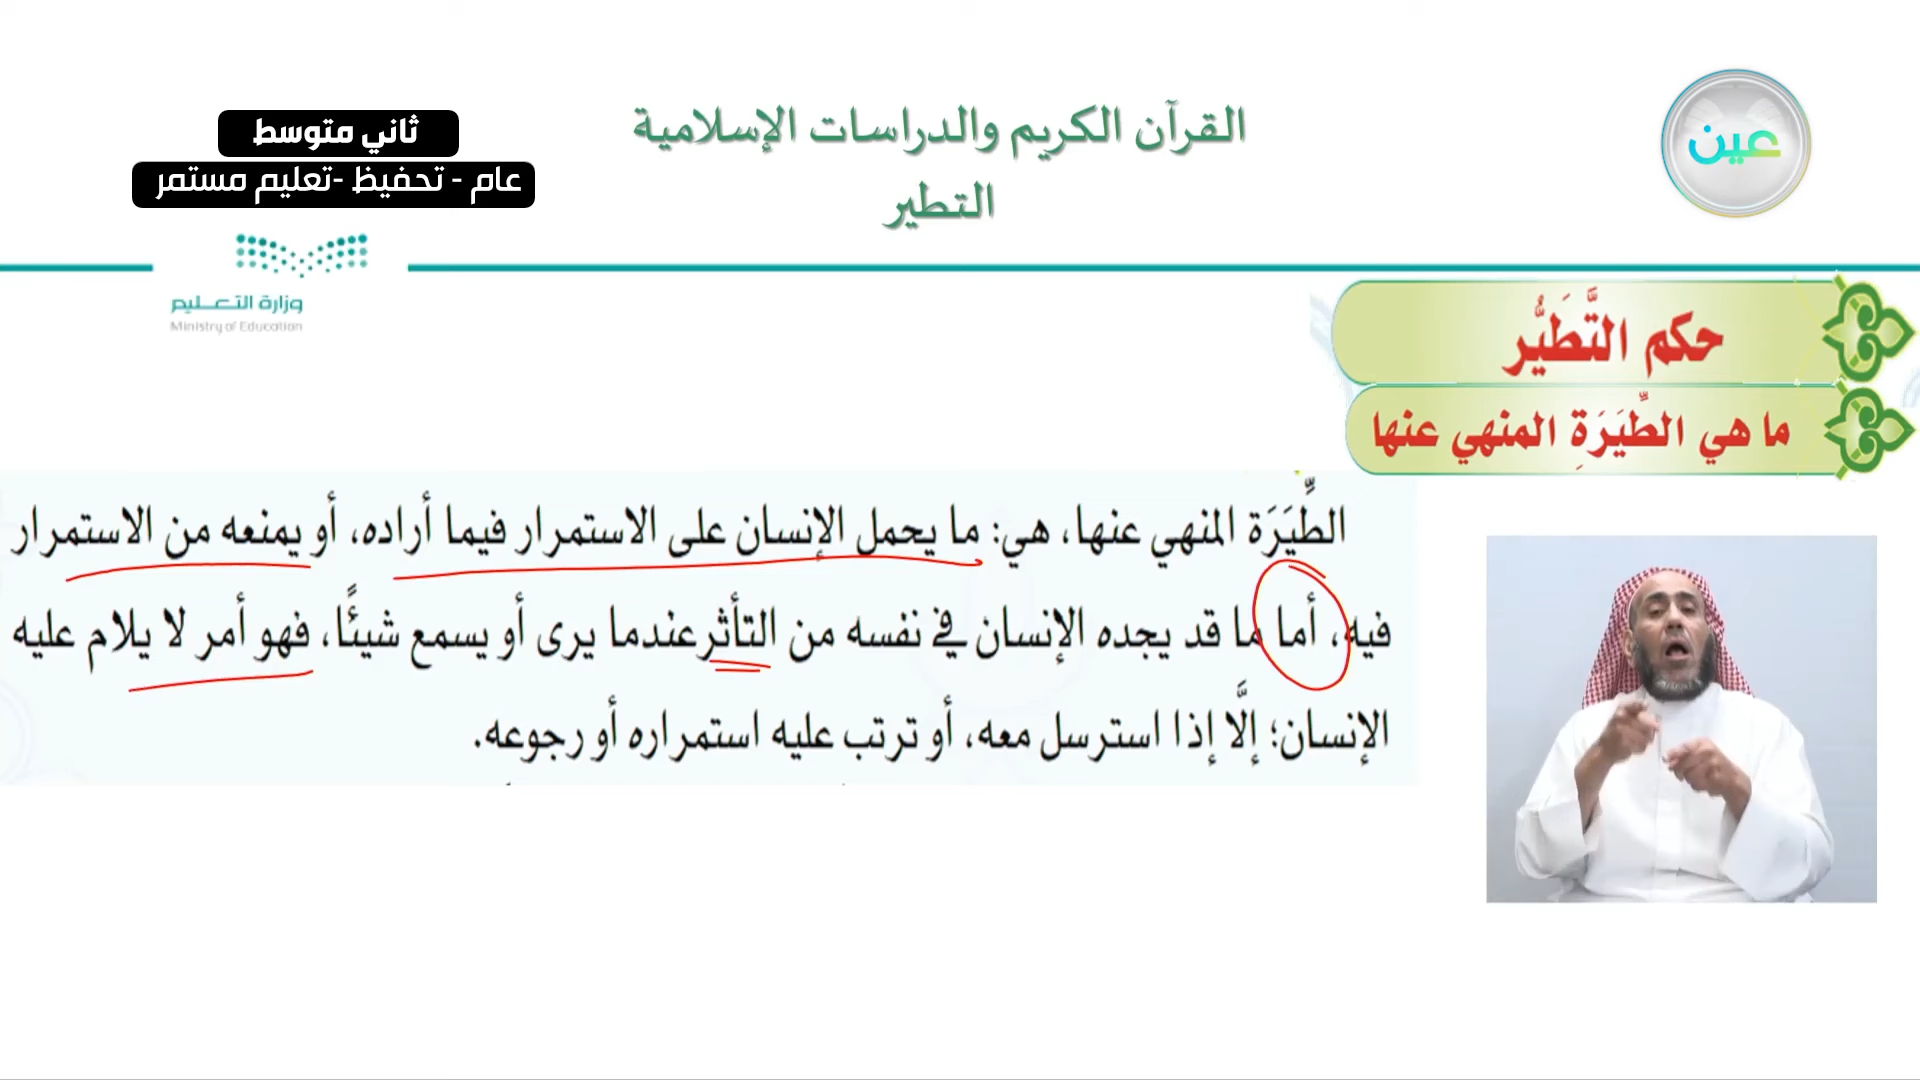 القرآن الكريم والدراسات الإسلامية
التطير
عين
ثاني متوسط
عام - تحفيظ -تعليم مستمر
وزارة التعليم
Ministry of Education
حكم التَّطَيُّر
ما هي الطِّيَرَةِ المنهي عنها
الطِّيَرَة المنهي عنها، هي: ما يحمل الإنسان على الاستمرار فيما أراده، أو يمنعه من الاستمرار
فيه، أما ما قد يجده الإنسان في نفسه من التأثر عندما يرى أو يسمع شيئًا، فهو أمر لا يلام عليه
الإنسان؛ إلَّا إذا استرسل معه، أو ترتب عليه استمراره أو رجوعه.